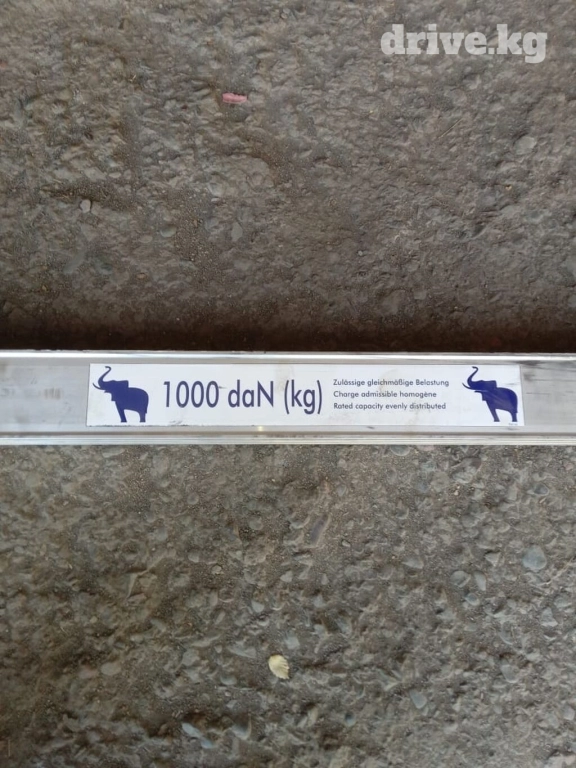 drive.kg
1000 daN (kg)
Zulässige gleichmäßige Belastung
Charge admissible homogène
Rated capacity evenly distributed